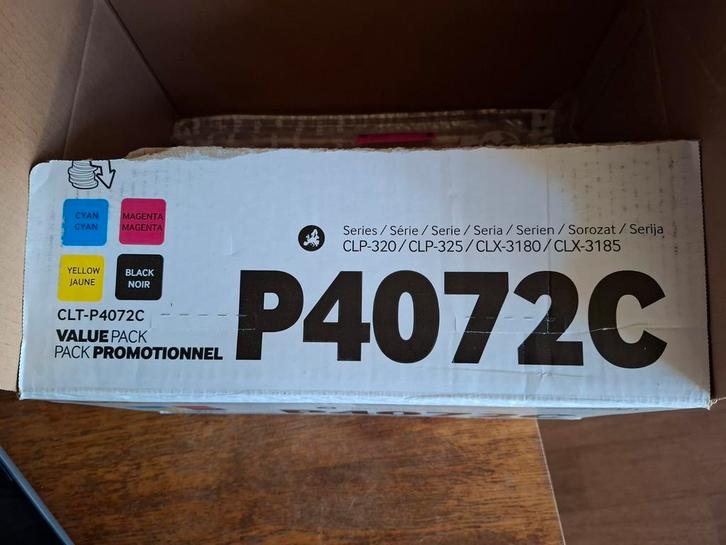 CYAN
CYAN
MAGENTA
MAGENTA
YELLOW
JAUNE
BLACK
NOIR
CLT-P4072C
VALUE PACK
PACK PROMOTIONNEL
Series / Série / Serie / Seria / Serien / Sorozat / Serija
CLP-320 / CLP-325 / CLX-3180 / CLX-3185
P4072C
P4072C